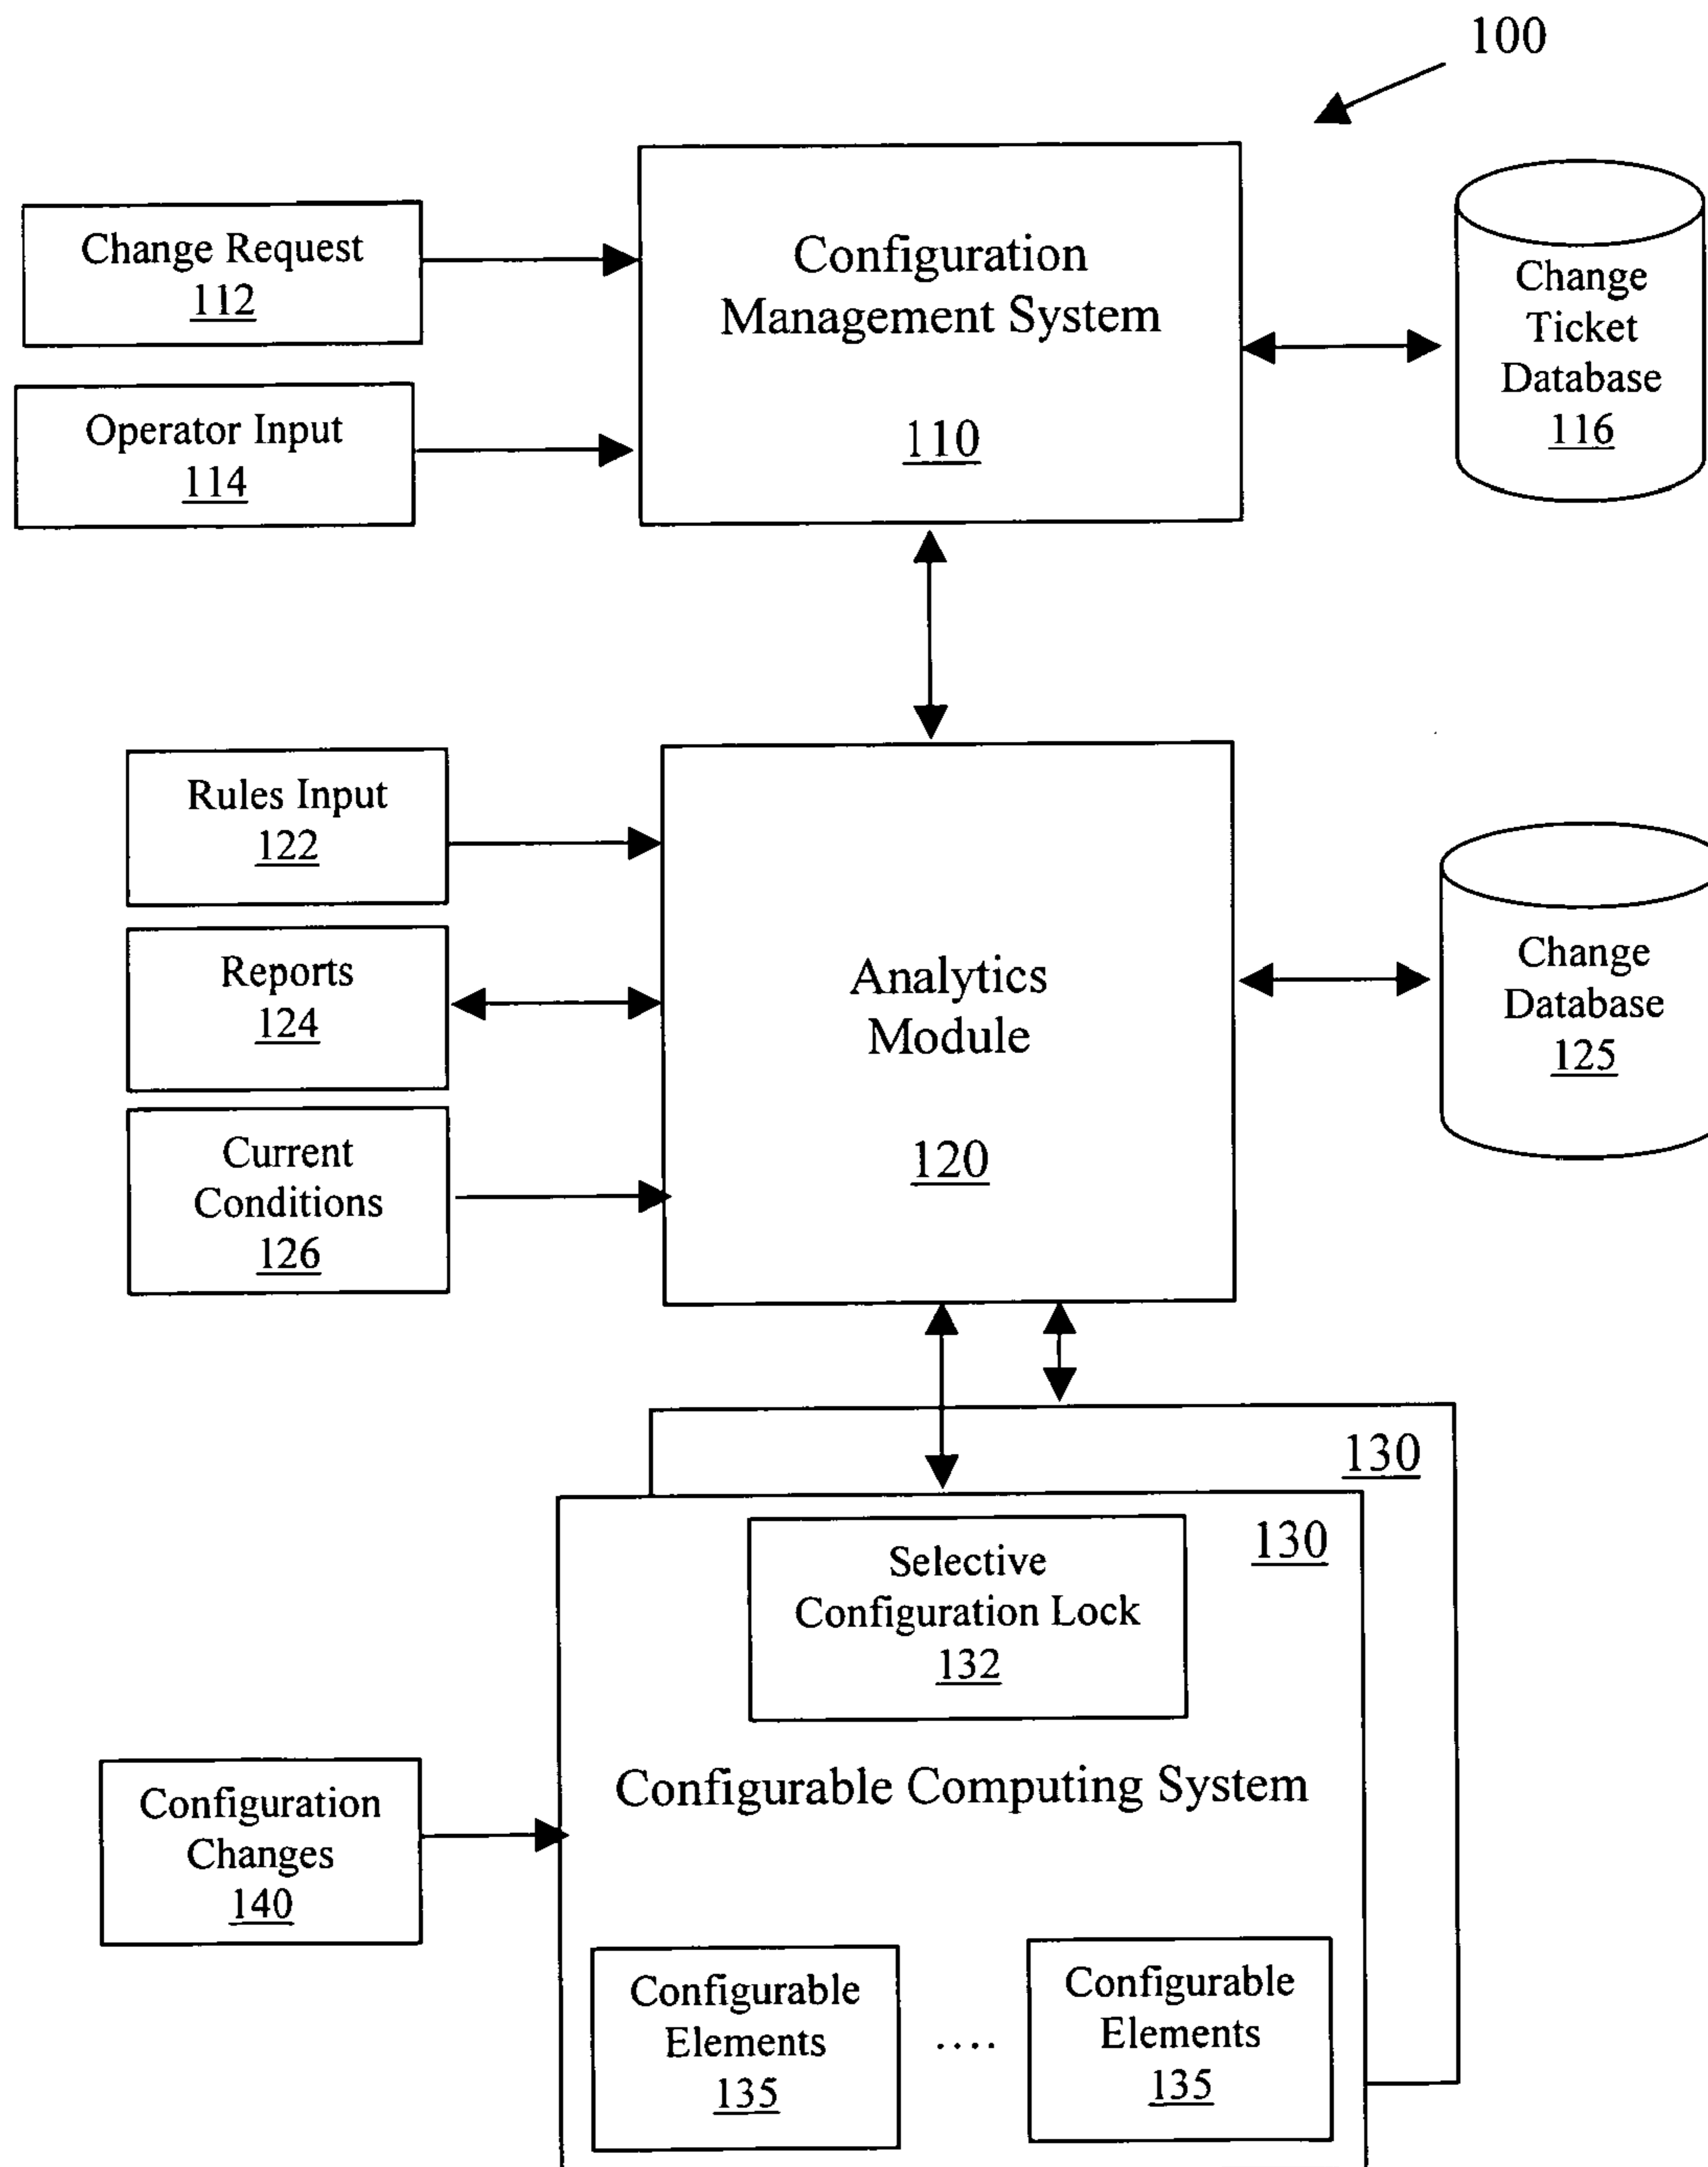 100
Change Request
112
Operator Input
114
Configuration
Management System
110
Change
Ticket
Database
116
Rules Input
122
Reports
124
Current
Conditions
126
Analytics
Module
120
Change
Database
125
130
130
Selective
Configuration Lock
132
Configurable Computing System
Configuration
Changes
140
Configurable
Elements
135
....
Configurable
Elements
135